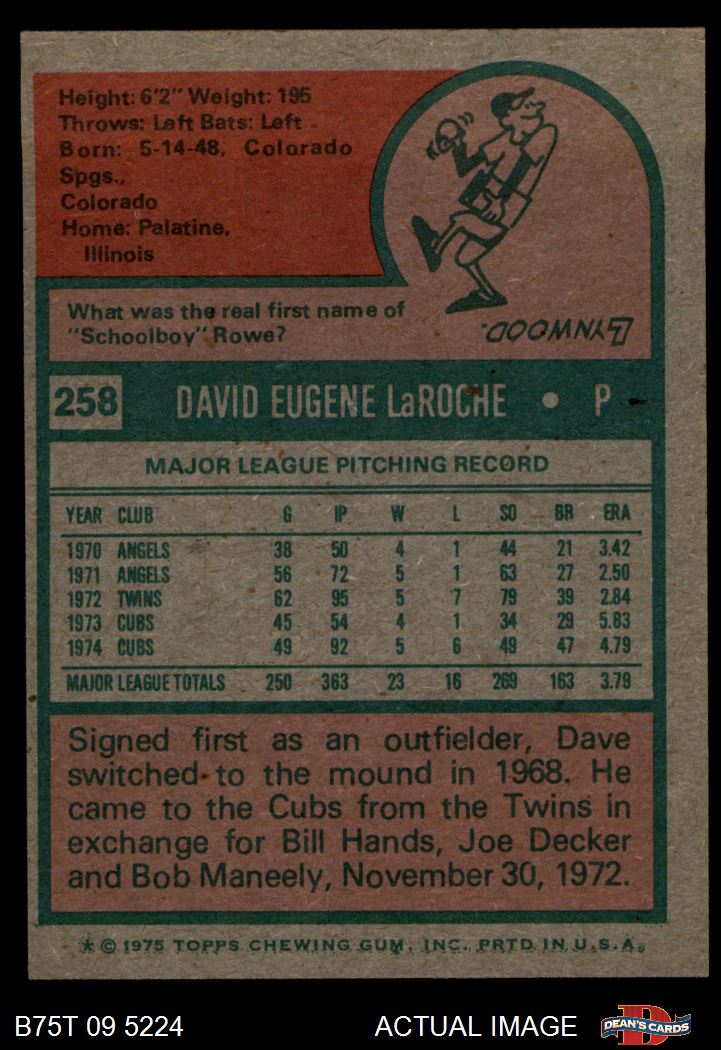 Height: 6'2" Weight: 195
Throws: Left Bats: Left
Born: 5-14-48, Colorado
Spgs.,
Colorado
Home: Palatine,
Illinois
What was the real first name of
"Schoolboy" Rowe?
LYNWOOD.
258 DAVID EUGENE LaROCHE • P
MAJOR LEAGUE PITCHING RECORD
YEAR CLUB G IP W L SO BR ERA
1970 ANGELS 38 50 4 1 44 21 3.42
1971 ANGELS 56 72 5 1 63 27 2.50
1972 TWINS 62 95 5 7 79 39 2.84
1973 CUBS 45 54 4 1 34 29 5.83
1974 CUBS 49 92 5 6 49 47 4.79
MAJOR LEAGUE TOTALS 250 363 23 16 269 163 3.79
Signed first as an outfielder, Dave
switched to the mound in 1968. He
came to the Cubs from the Twins in
exchange for Bill Hands, Joe Decker
and Bob Maneely, November 30, 1972.
* © 1975 TOPPS CHEWING GUM, INC. PRTD IN U.S.A.
B75T 09 5224 ACTUAL IMAGE DEAN'S CARDS